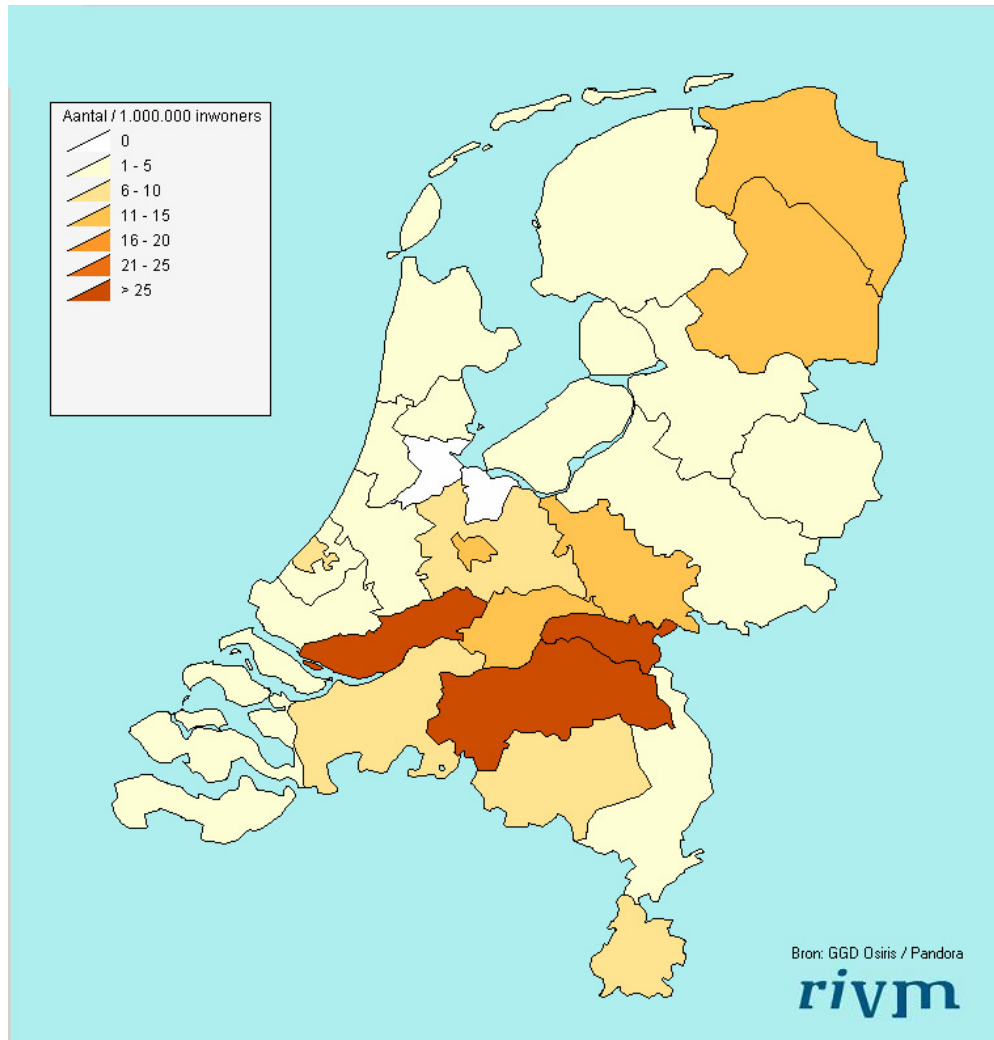 Aantal / 1.000.000 inwoners
0
1 - 5
6 - 10
11 - 15
16 - 20
21 - 25
> 25
Bron: GGD Osiris / Pandora
rivm